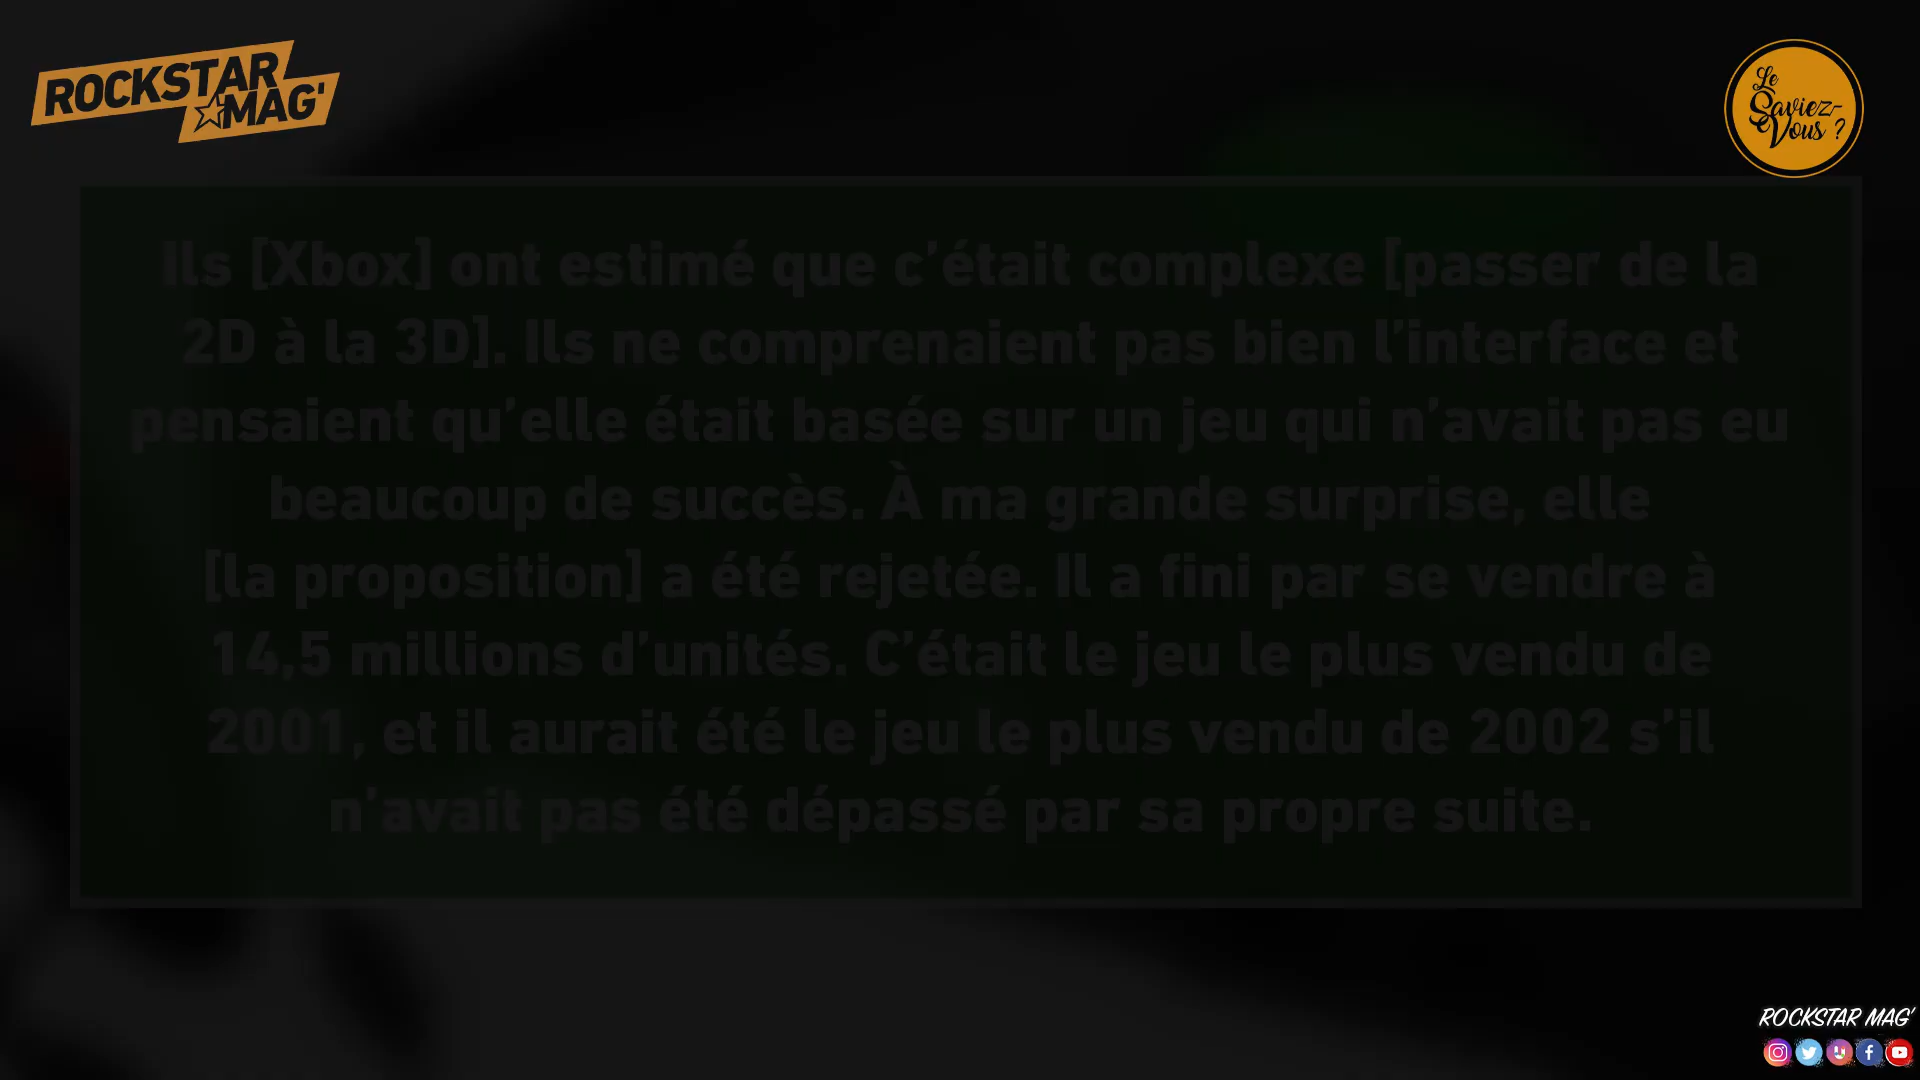 ROCKSTAR
MAG'
Le
Saviez-
Vous ?
Ils [Xbox] ont estimé que c’était complexe [passer de la
2D à la 3D]. Ils ne comprenaient pas bien l’interface et
pensaient qu’elle était basée sur un jeu qui n’avait pas eu
beaucoup de succès. À ma grande surprise, elle
[la proposition] a été rejetée. Il a fini par se vendre à
14,5 millions d’unités. C’était le jeu le plus vendu de
2001, et il aurait été le jeu le plus vendu de 2002 s’il
n’avait pas été dépassé par sa propre suite.
ROCKSTAR MAG'